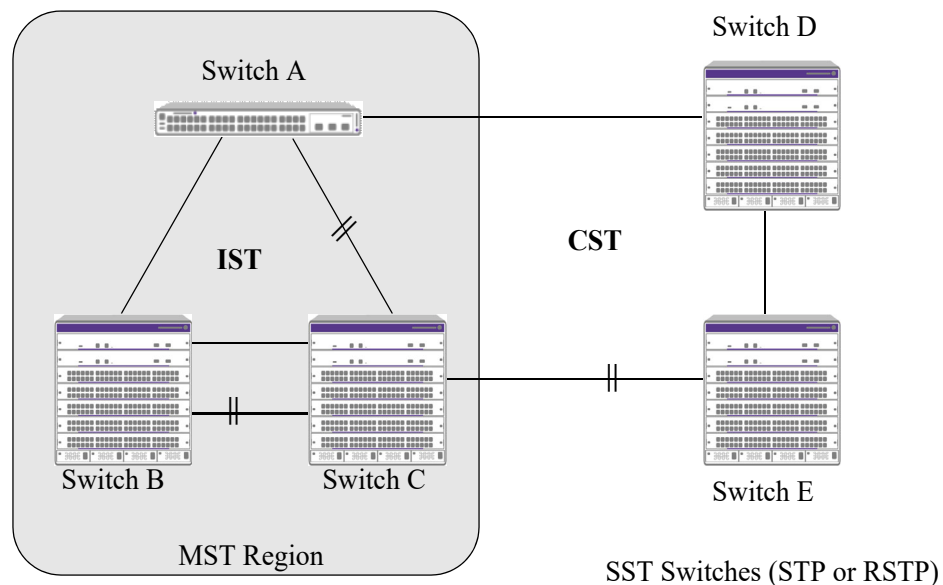 Switch D
Switch A
IST
CST
Switch B
Switch C
Switch E
MST Region
SST Switches (STP or RSTP)